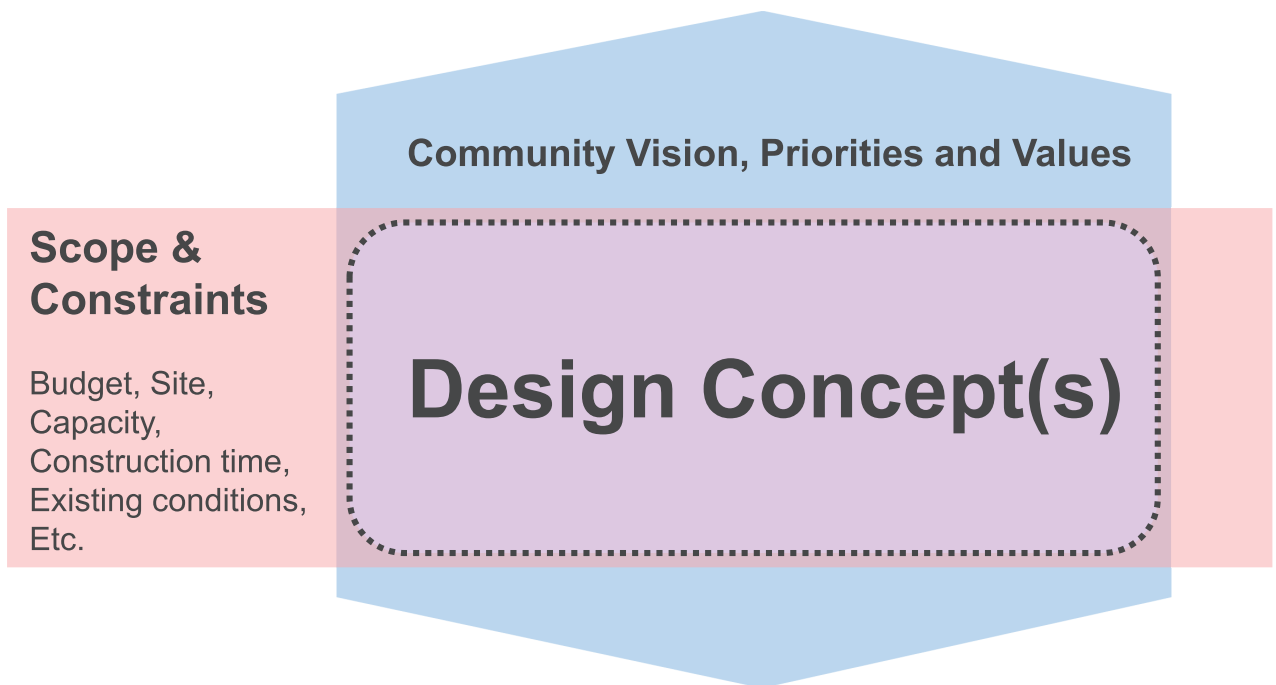 Community Vision, Priorities and Values
Scope &
Constraints
Budget, Site,
Capacity,
Construction time,
Existing conditions,
Etc.
Design Concept(s)